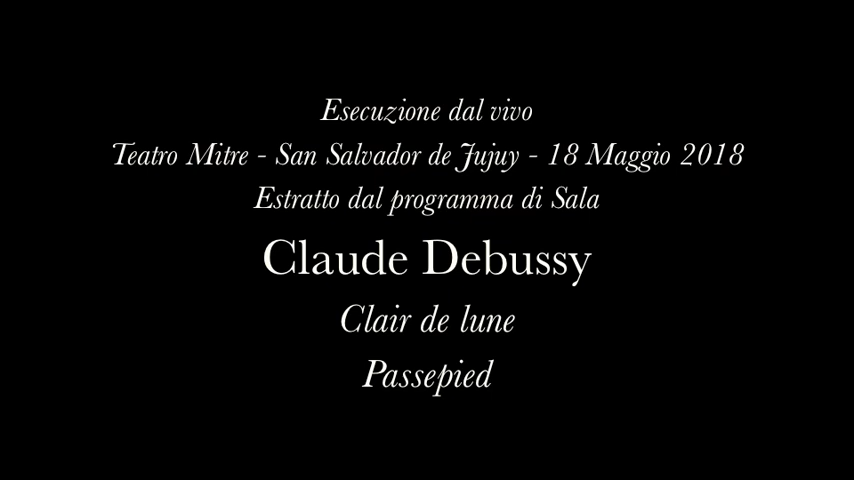 Esecuzione dal vivo
Teatro Mitre - San Salvador de Jujuy - 18 Maggio 2018
Estratto dal programma di Sala
Claude Debussy
Clair de lune
Passepied